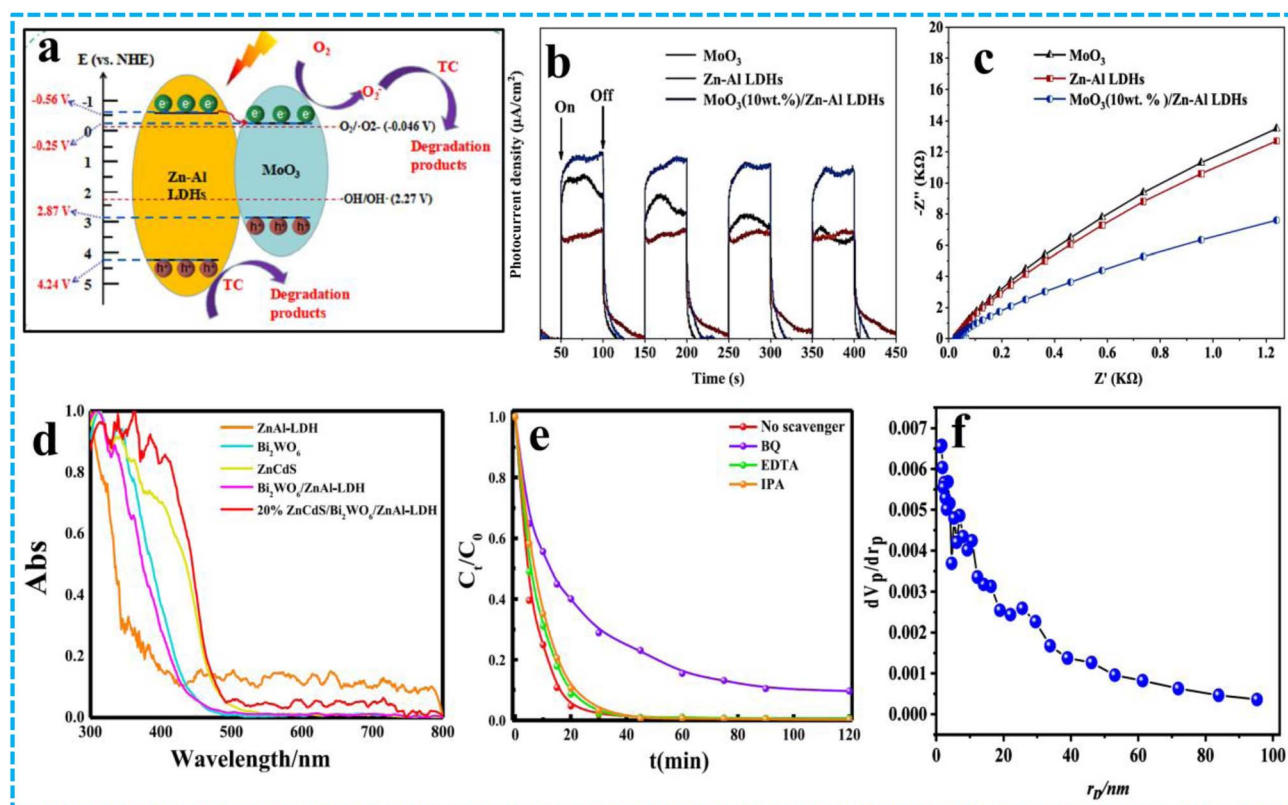 a
E (vs. NHE)
-0.56 V
-0.25 V
2.87 V
4.24 V
-1
0
1
2
3
4
5
e⁻ e⁻ e⁻
e⁻ e⁻ e⁻
Zn-Al
LDHs
MoO₃
h⁺ h⁺ h⁺
h⁺ h⁺ h⁺
O₂
O₂⁻
TC
O₂/·O2- (-0.046 V)
Degradation
products
·OH/OH· (2.27 V)
TC
Degradation
products
b
Photocurrent density (μA/cm²)
MoO₃
Zn-Al LDHs
MoO₃(10wt.%)/Zn-Al LDHs
On
Off
50 100 150 200 250 300 350 400 450
Time (s)
c
-Z'' (KΩ)
-20
-18
-16
14
12
10
8
6
4
2
0
MoO₃
Zn-Al LDHs
MoO₃(10wt. % )/Zn-Al LDHs
0.0 0.2 0.4 0.6 0.8 1.0 1.2
Z' (KΩ)
d
Abs
1.0
0.8
0.6
0.4
0.2
0.0
ZnAl-LDH
Bi₂WO₆
ZnCdS
Bi₂WO₆/ZnAl-LDH
20% ZnCdS/Bi₂WO₆/ZnAl-LDH
300 400 500 600 700 800
Wavelength/nm
e
Cₜ/C₀
1.0
0.8
0.6
0.4
0.2
0.0
No scavenger
BQ
EDTA
IPA
0 20 40 60 80 100 120
t(min)
f
dVₚ/drₚ
0.007
0.006
0.005
0.004
0.003
0.002
0.001
0.000
0 20 40 60 80 100
rₚ/nm